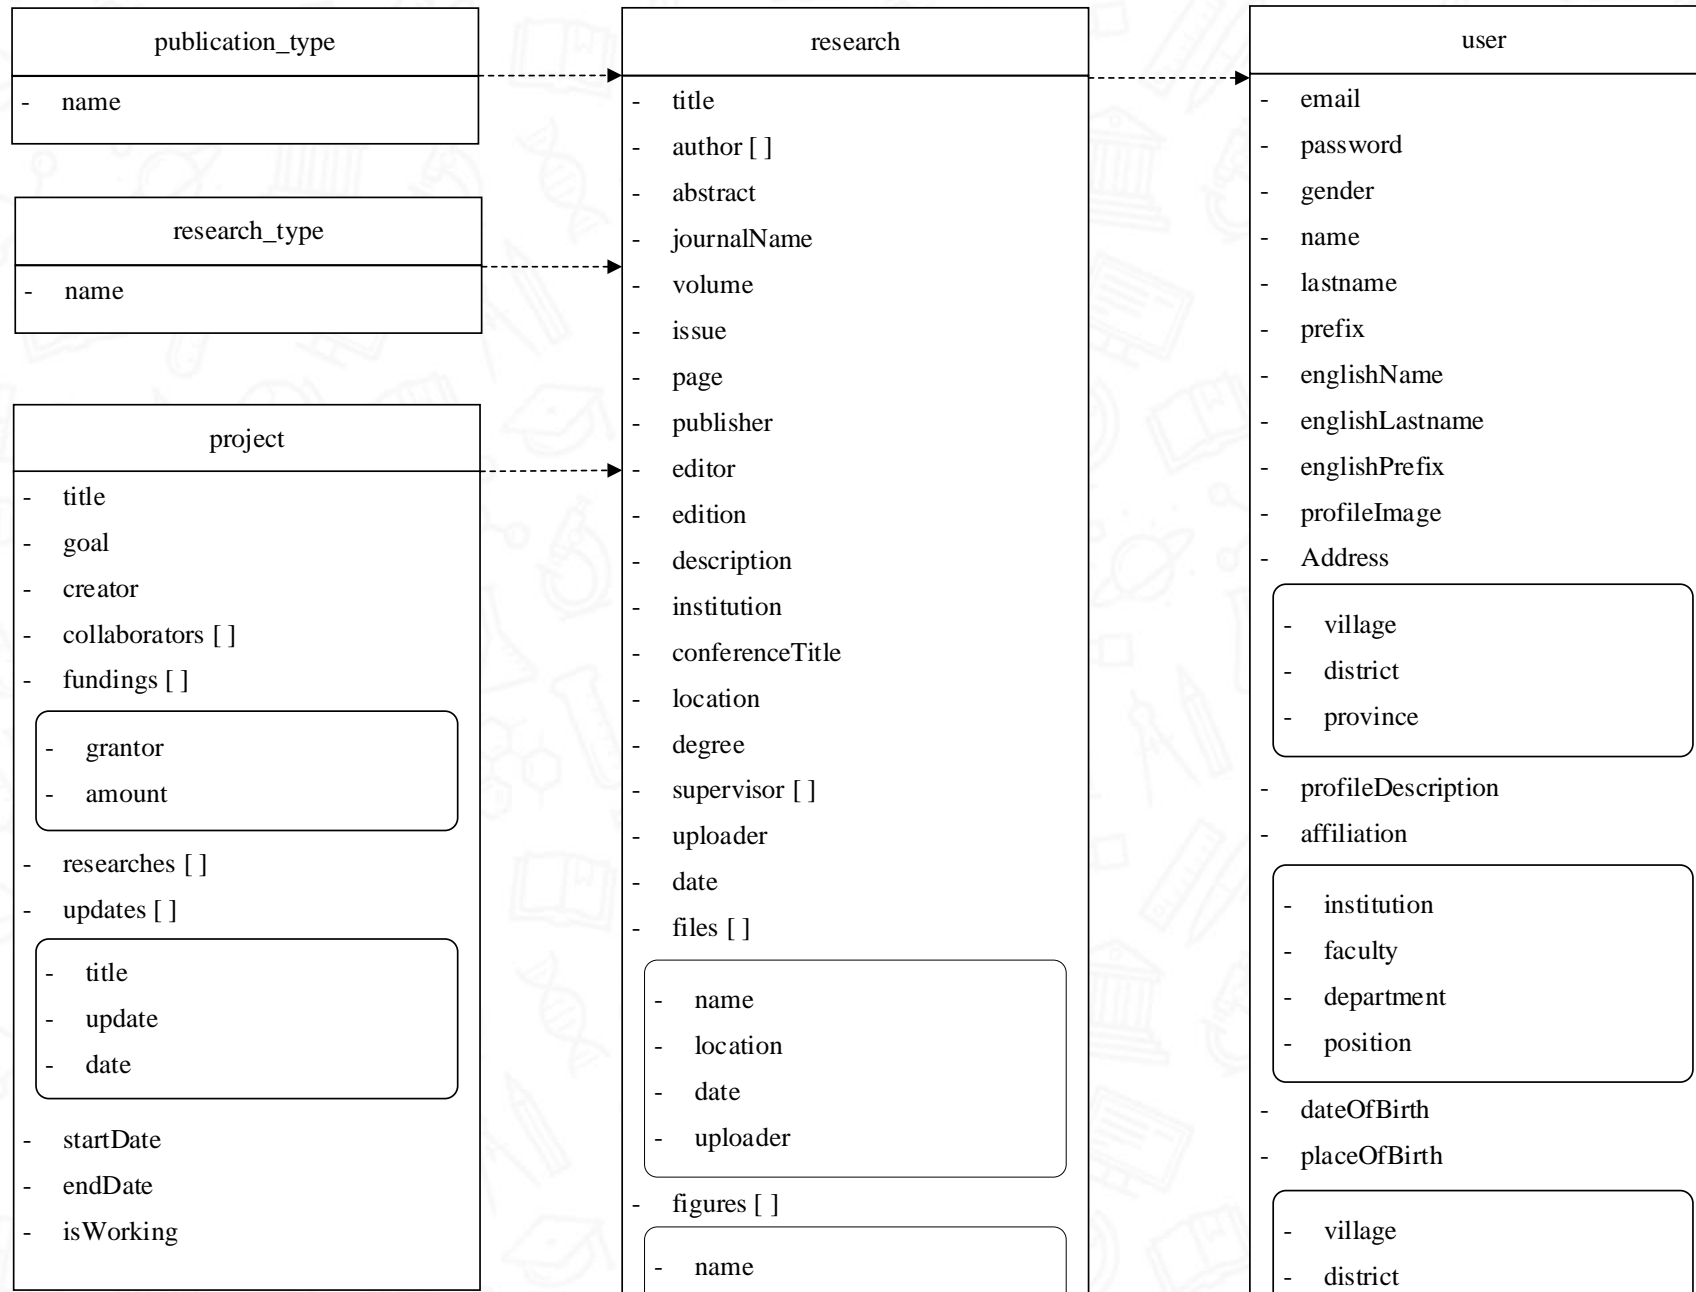 publication_type
- name
research_type
- name
project
- title
- goal
- creator
- collaborators [ ]
- fundings [ ]
- grantor
- amount
- researches [ ]
- updates [ ]
- title
- update
- date
- startDate
- endDate
- isWorking
research
- title
- author [ ]
- abstract
- journalName
- volume
- issue
- page
- publisher
- editor
- edition
- description
- institution
- conferenceTitle
- location
- degree
- supervisor [ ]
- uploader
- date
- files [ ]
- name
- location
- date
- uploader
- figures [ ]
- name
user
- email
- password
- gender
- name
- lastname
- prefix
- englishName
- englishLastname
- englishPrefix
- profileImage
- Address
- village
- district
- province
- profileDescription
- affiliation
- institution
- faculty
- department
- position
- dateOfBirth
- placeOfBirth
- village
- district